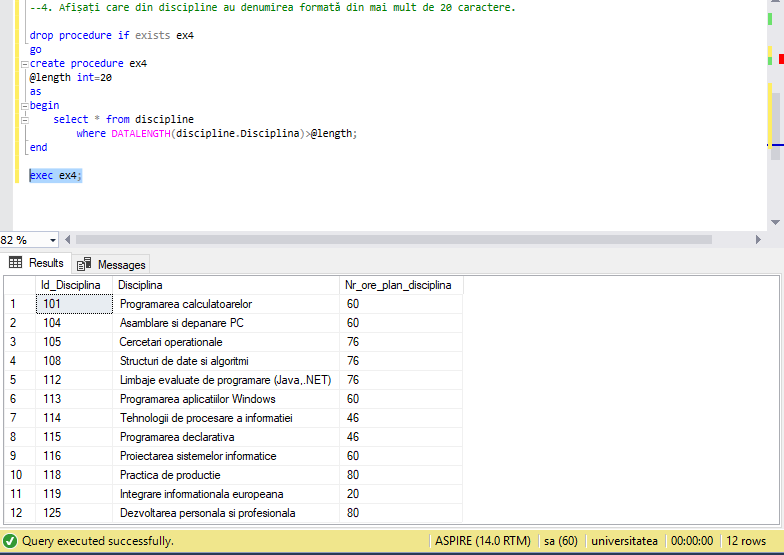 --4. Afișați care din discipline au denumirea formată din mai mult de 20 caractere.
drop procedure if exists ex4
go
create procedure ex4
@length int=20
as
begin
select * from discipline
where DATALENGTH(discipline.Disciplina)>@length;
end
exec ex4;
82 %
Results Messages
Id_Disciplina Disciplina Nr_ore_plan_disciplina
1 101 Programarea calculatoarelor 60
2 104 Asamblare si depanare PC 60
3 105 Cercetari operationale 76
4 108 Structuri de date si algoritmi 76
5 112 Limbaje evaluate de programare (Java,.NET) 76
6 113 Programarea aplicatiilor Windows 60
7 114 Tehnologii de procesare a informatiei 46
8 115 Programarea declarativa 46
9 116 Proiectarea sistemelor informatice 60
10 118 Practica de productie 80
11 119 Integrare informationala europeana 20
12 125 Dezvoltarea personala si profesionala 80
Query executed successfully. ASPIRE (14.0 RTM) sa (60) universitatea 00:00:00 12 rows